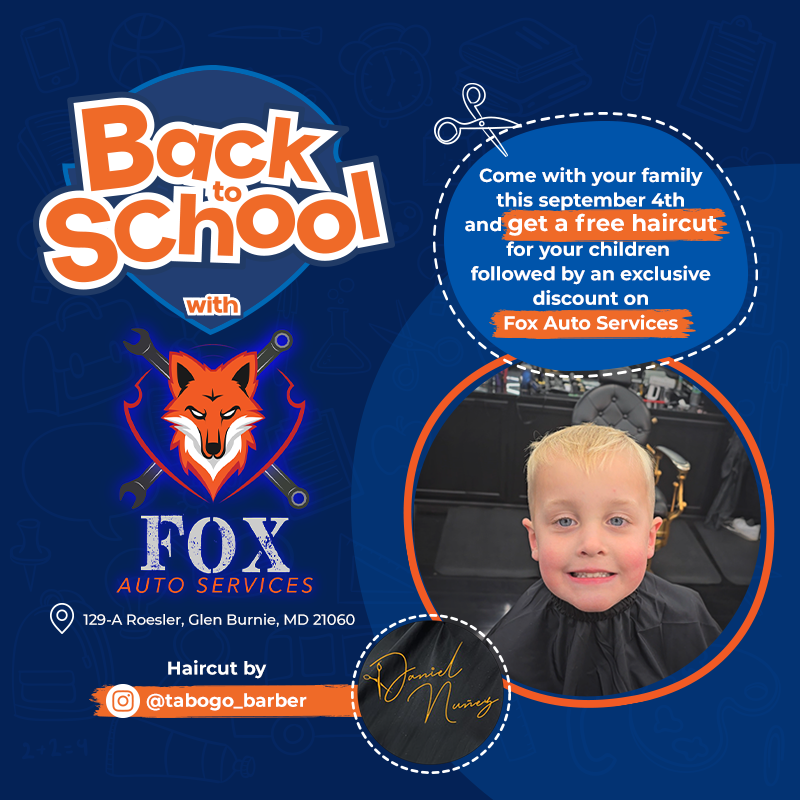 Back
to
School
with
FOX
AUTO SERVICES
129-A Roesler, Glen Burnie, MD 21060
Haircut by
@tabogo_barber
Come with your family
this september 4th
and get a free haircut
for your children
followed by an exclusive
discount on
Fox Auto Services
Daniel
Nuñez